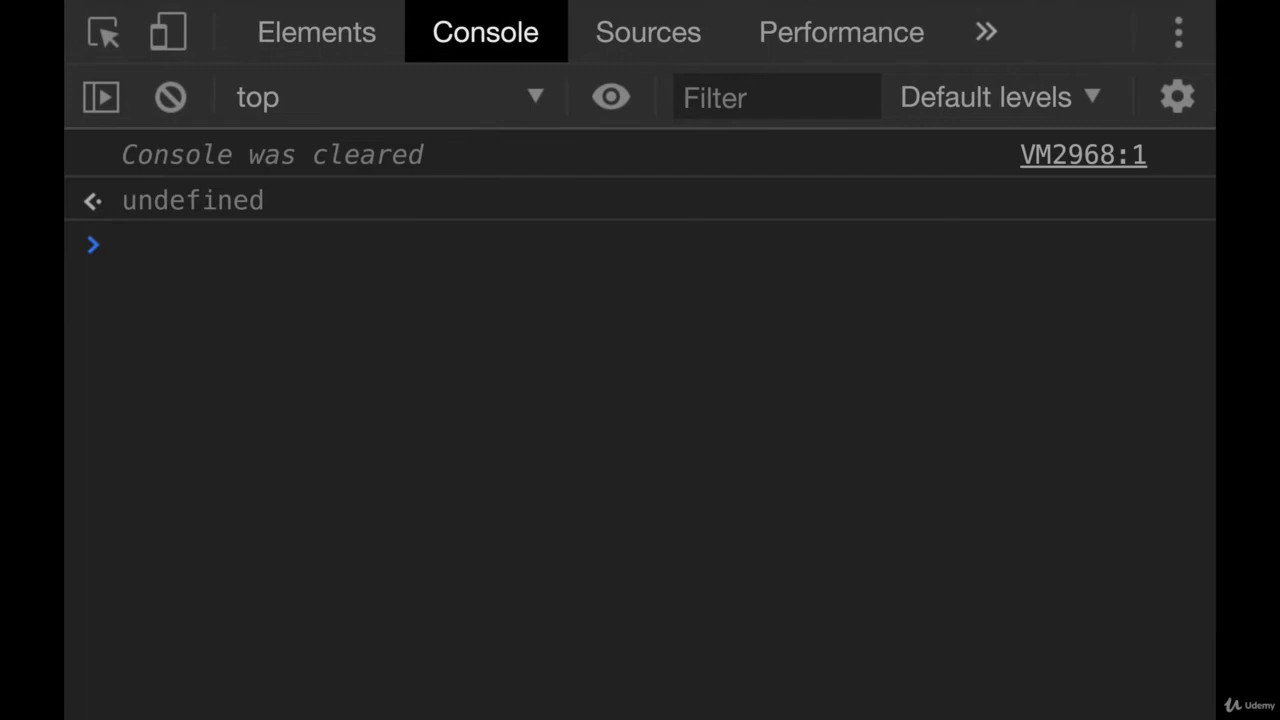 Elements Console Sources Performance
top Filter Default levels
Console was cleared VM2968:1
undefined
Udemy